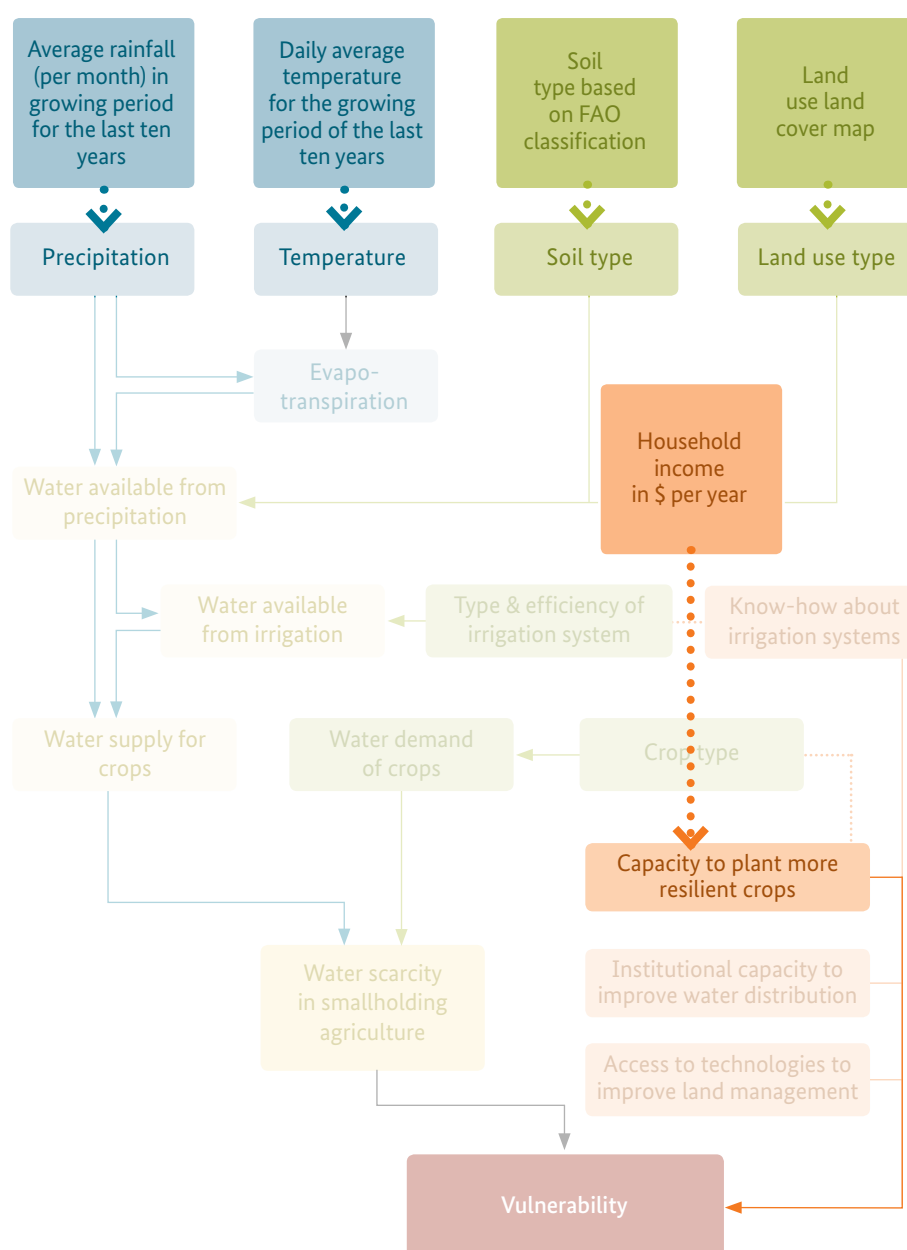 Average rainfall
(per month) in
growing period
for the last ten
years
Daily average
temperature
for the growing
period of the last
ten years
Soil
type based
on FAO
classification
Land
use land
cover map
Precipitation
Temperature
Soil type
Land use type
Evapo-
transpiration
Household
income
in $ per year
Water available from
precipitation
Water available
from irrigation
Type & efficiency of
irrigation system
Know-how about
irrigation systems
Water supply for
crops
Water demand
of crops
Crop type
Capacity to plant more
resilient crops
Water scarcity
in smallholding
agriculture
Institutional capacity to
improve water distribution
Access to technologies to
improve land management
Vulnerability